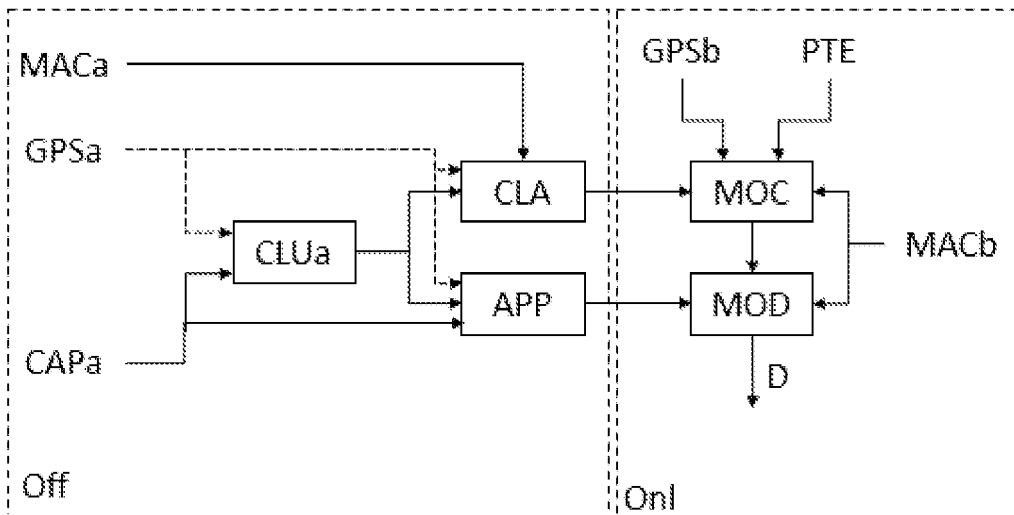 MACa
GPSb PTE
GPSa
CLA
MOC
CLUa
MACb
APP
MOD
CAPa
D
Off
Onl